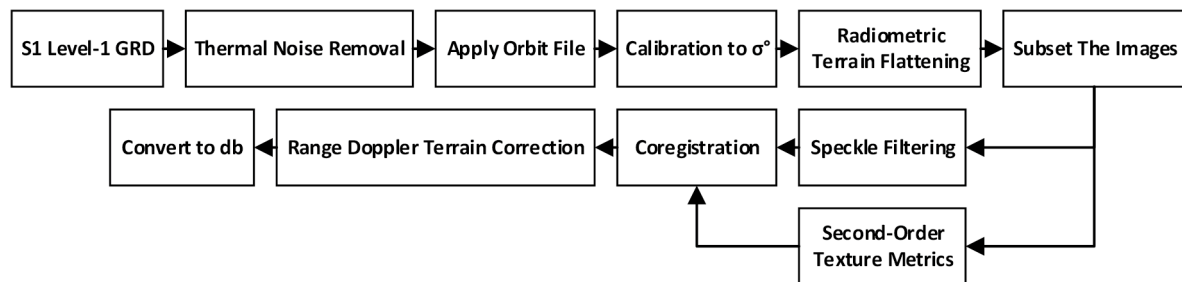 S1 Level-1 GRD
Thermal Noise Removal
Apply Orbit File
Calibration to σ°
Radiometric
Terrain Flattening
Subset The Images
Convert to db
Range Doppler Terrain Correction
Coregistration
Speckle Filtering
Second-Order
Texture Metrics